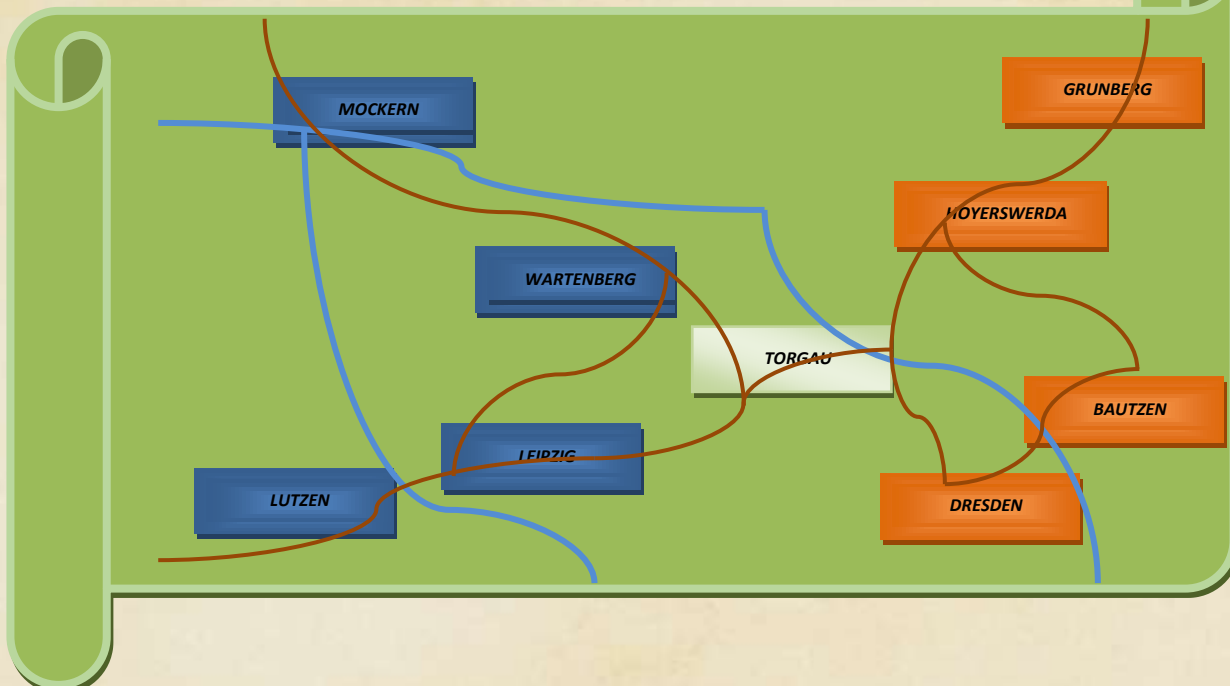 MOCKERN
GRUNBERG
HOYERSWERDA
WARTENBERG
TORGAU
BAUTZEN
LEIPZIG
LUTZEN
DRESDEN